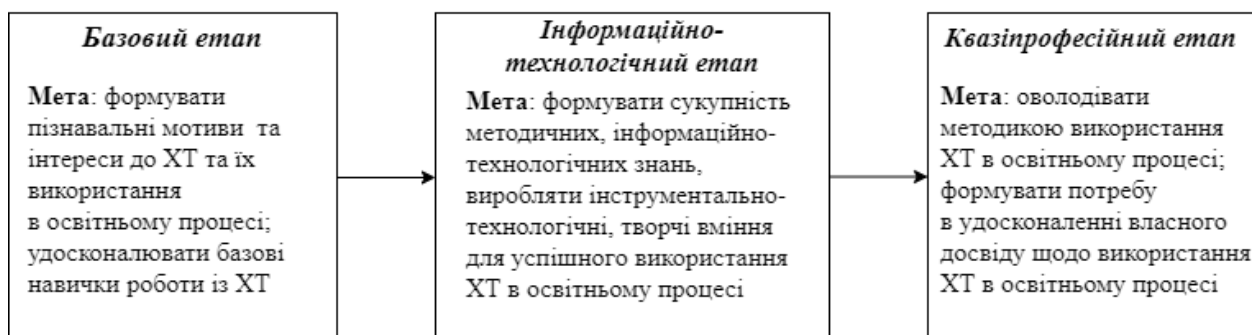 Базовий етап
Мета: формувати
пізнавальні мотиви та
інтереси до ХТ та їх
використання
в освітньому процесі;
удосконалювати базові
навички роботи із ХТ
Інформаційно-
технологічний етап
Мета: формувати сукупність
методичних, інформаційно-
технологічних знань,
виробляти інструментально-
технологічні, творчі вміння
для успішного використання
ХТ в освітньому процесі
Квазіпрофесійний етап
Мета: оволодівати
методикою використання
ХТ в освітньому процесі;
формувати потребу
в удосконаленні власного
досвіду щодо використання
ХТ в освітньому процесі